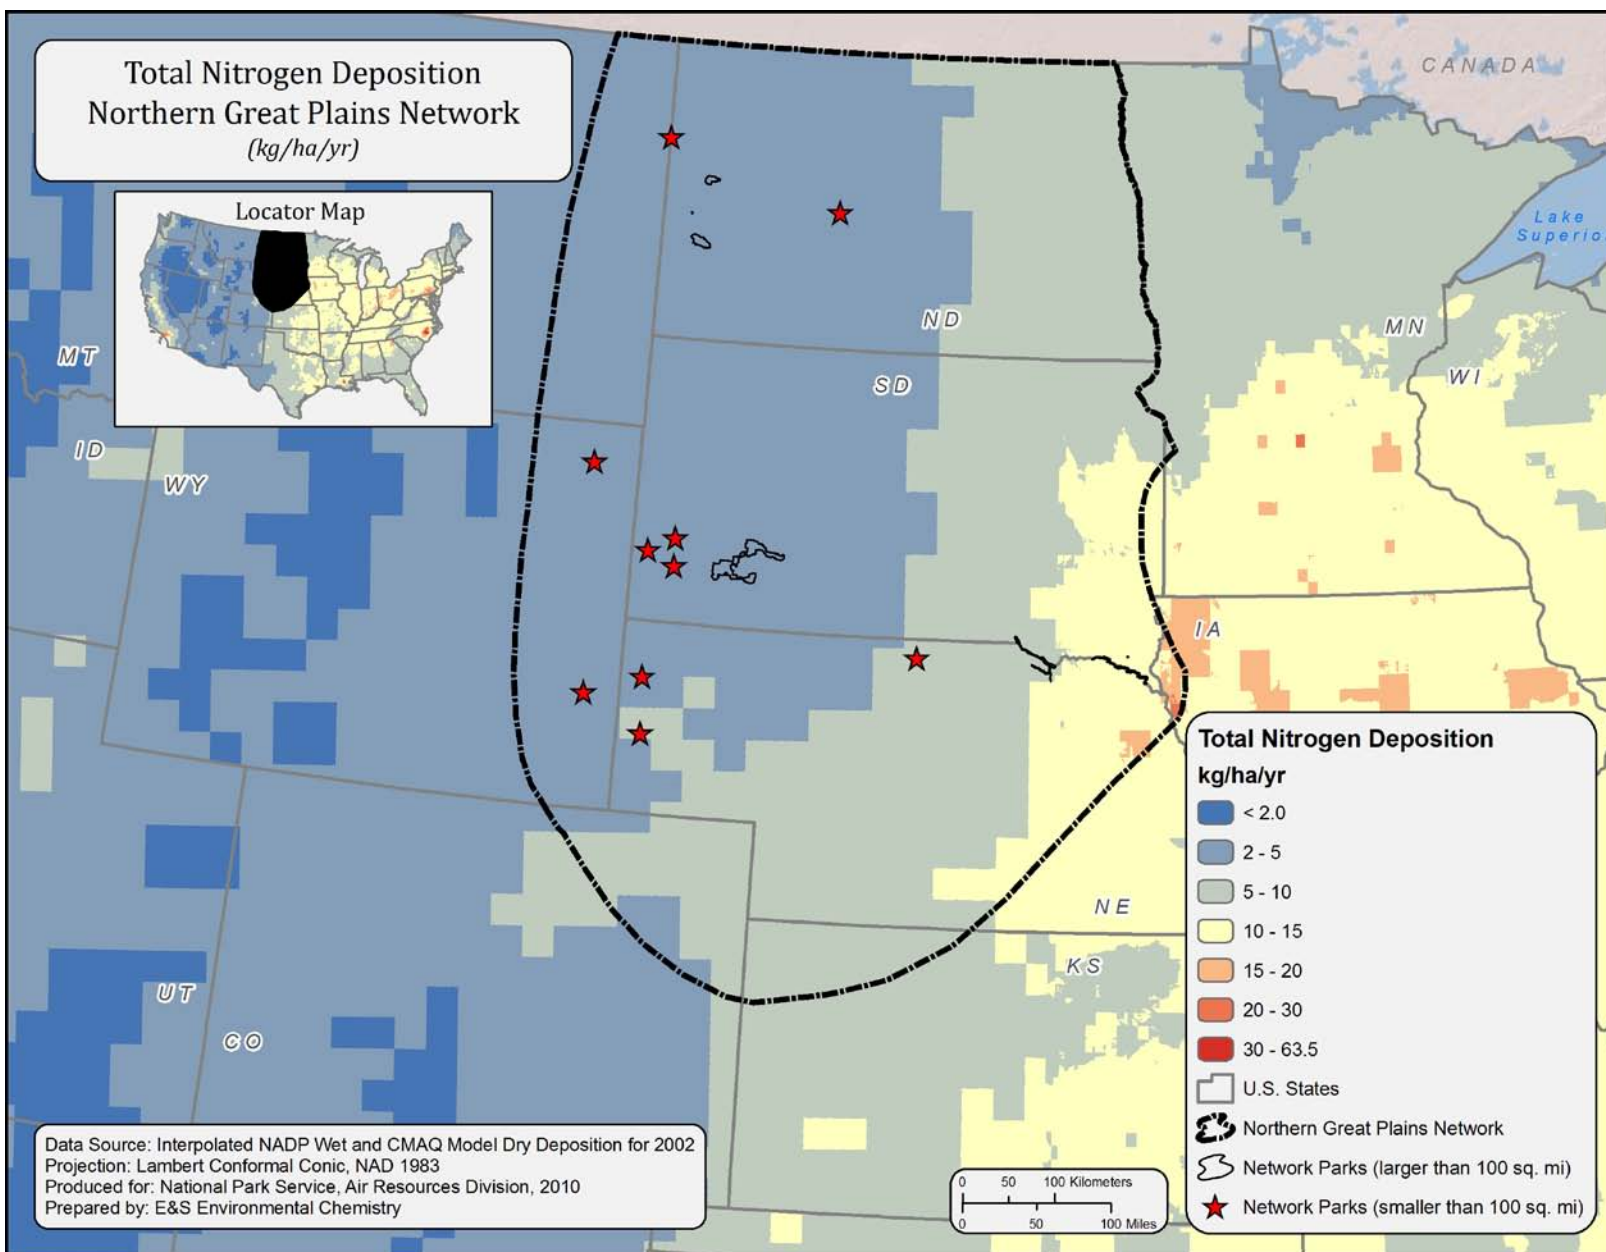 Total Nitrogen Deposition
Northern Great Plains Network
(kg/ha/yr)
Locator Map
CANADA
Lake
Superior
ND
MN
MT
SD
WI
ID
WY
IA
NE
KS
UT
CO
Total Nitrogen Deposition
kg/ha/yr
< 2.0
2 - 5
5 - 10
10 - 15
15 - 20
20 - 30
30 - 63.5
U.S. States
Northern Great Plains Network
Network Parks (larger than 100 sq. mi)
Network Parks (smaller than 100 sq. mi)
Data Source: Interpolated NADP Wet and CMAQ Model Dry Deposition for 2002
Projection: Lambert Conformal Conic, NAD 1983
Produced for: National Park Service, Air Resources Division, 2010
Prepared by: E&S Environmental Chemistry
0 50 100 Kilometers
0 50 100 Miles